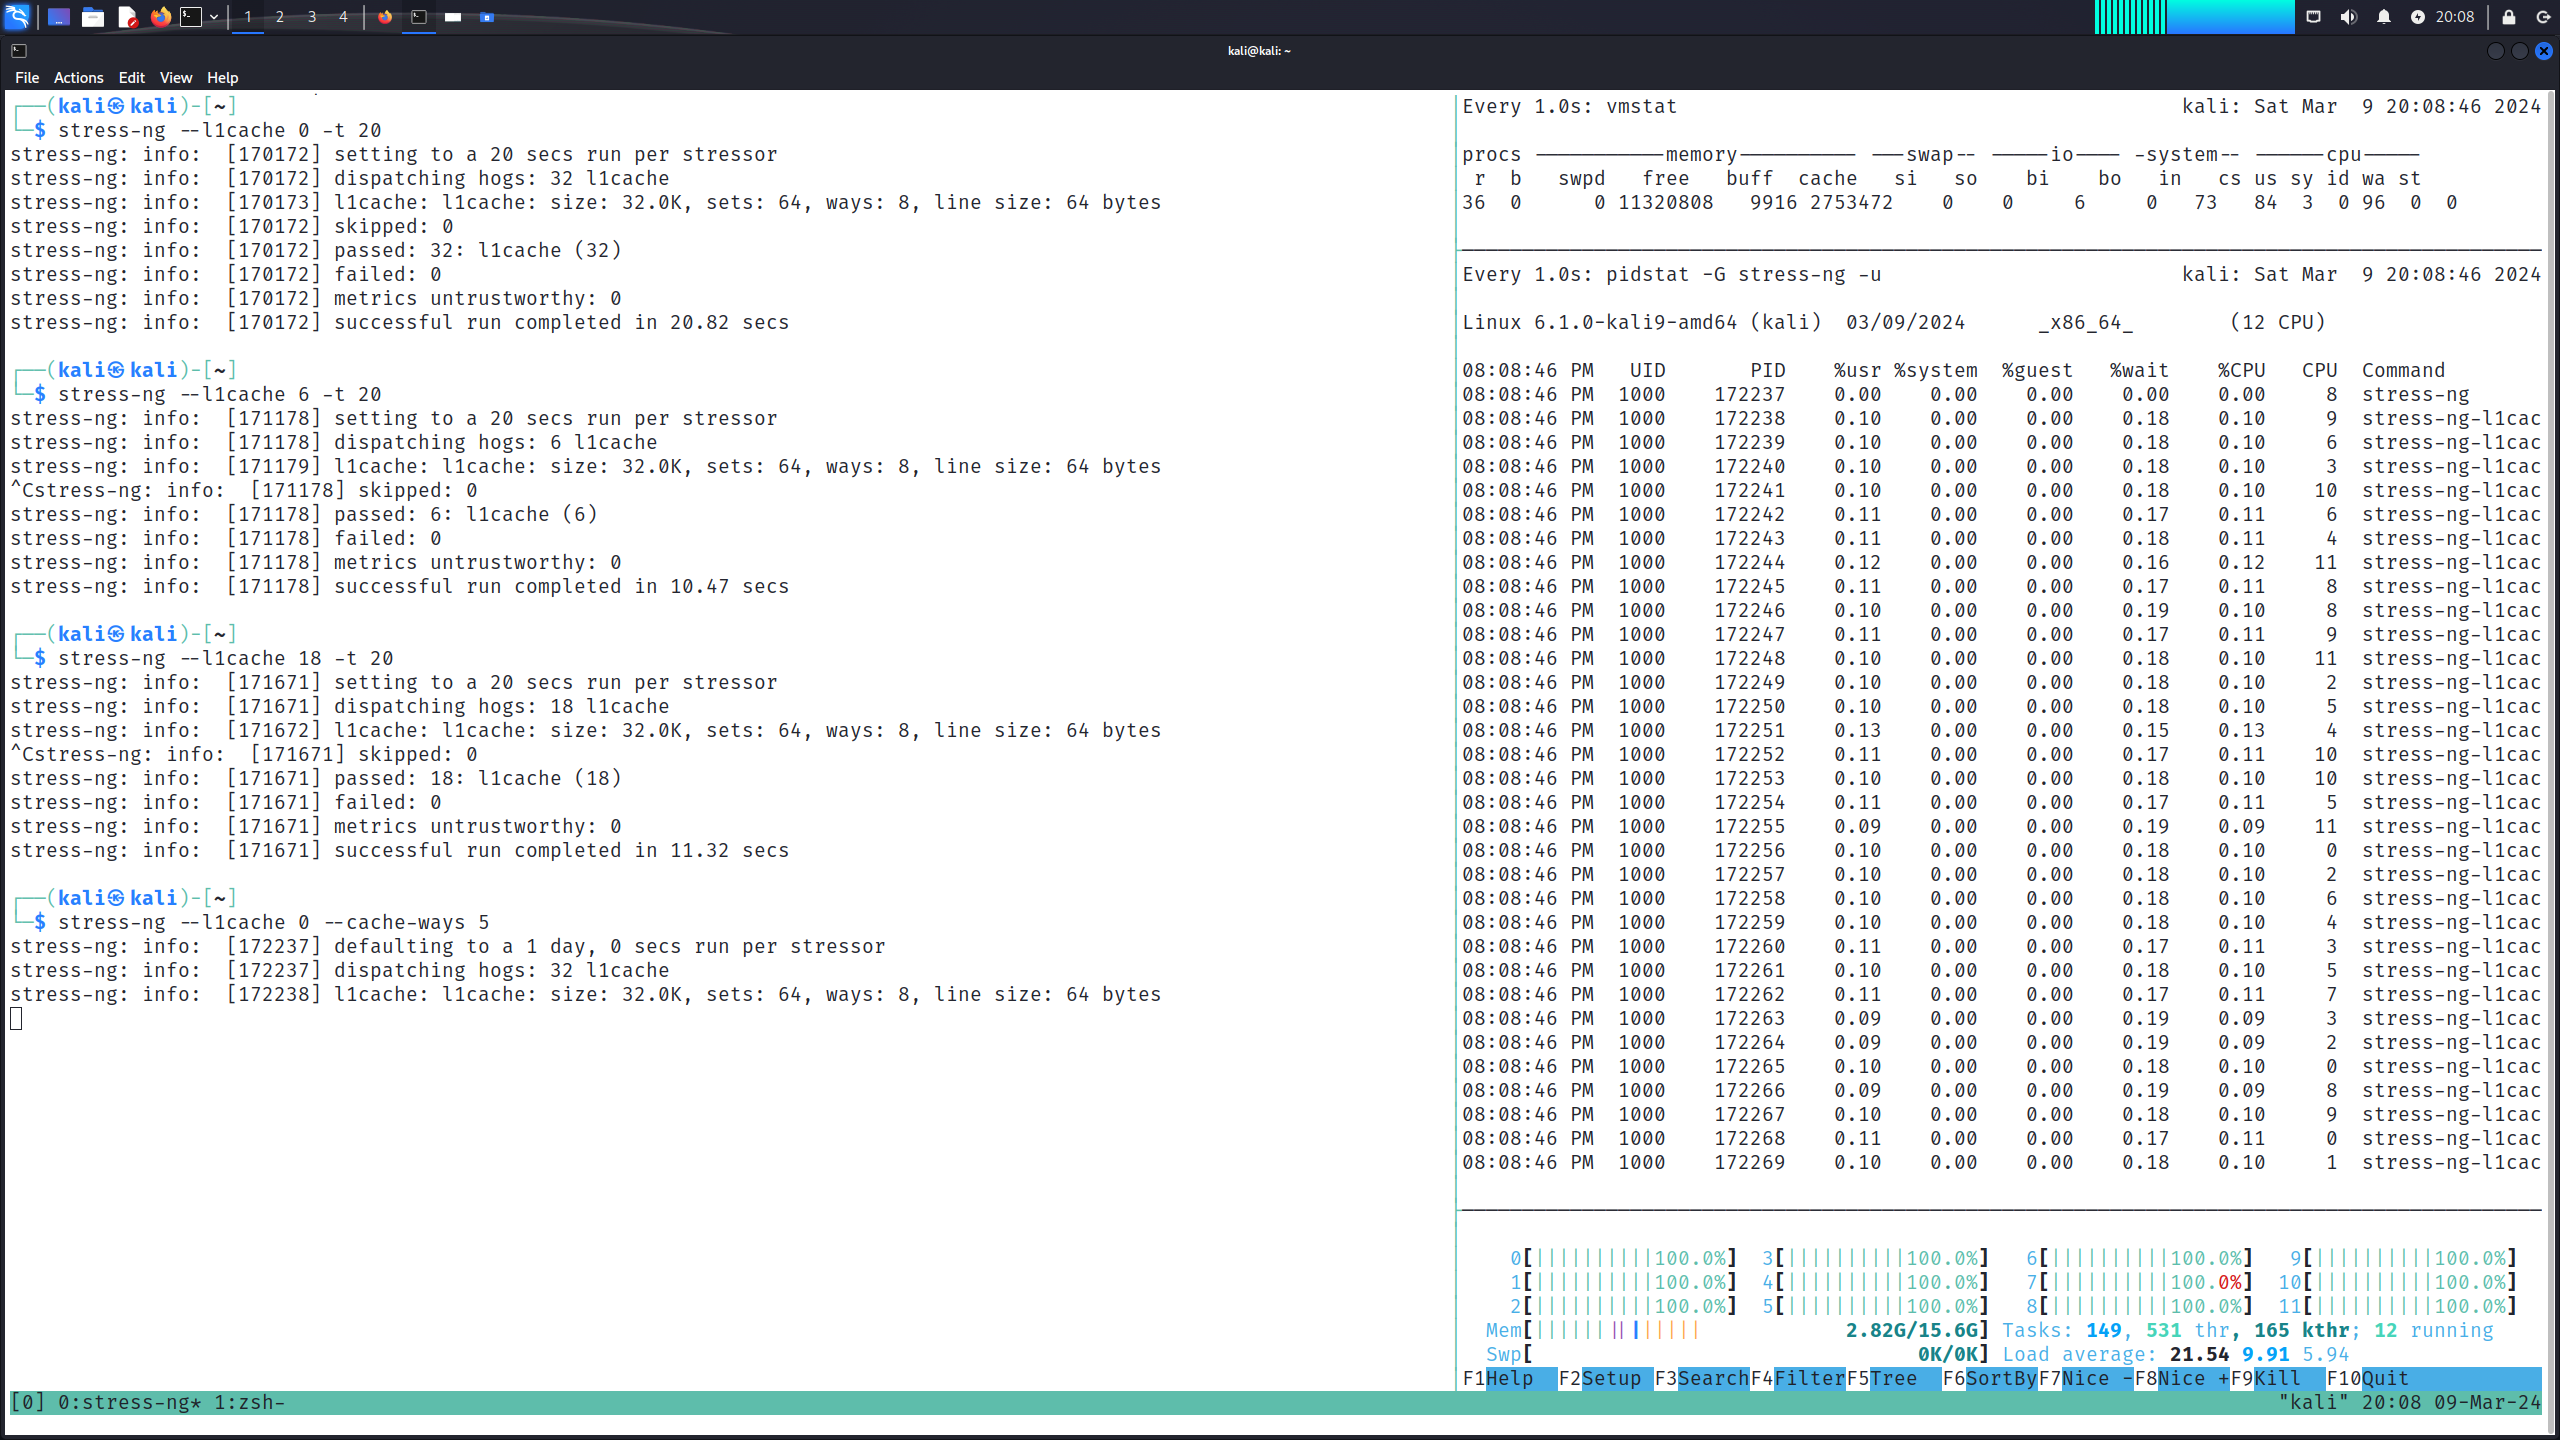 1 2 3 4 20:08
kali@kali: ~
File Actions Edit View Help
┌──(kali㉿kali)-[~]
└─$ stress-ng --l1cache 0 -t 20
stress-ng: info:  [170172] setting to a 20 secs run per stressor
stress-ng: info:  [170172] dispatching hogs: 32 l1cache
stress-ng: info:  [170173] l1cache: l1cache: size: 32.0K, sets: 64, ways: 8, line size: 64 bytes
stress-ng: info:  [170172] skipped: 0
stress-ng: info:  [170172] passed: 32: l1cache (32)
stress-ng: info:  [170172] failed: 0
stress-ng: info:  [170172] metrics untrustworthy: 0
stress-ng: info:  [170172] successful run completed in 20.82 secs
┌──(kali㉿kali)-[~]
└─$ stress-ng --l1cache 6 -t 20
stress-ng: info:  [171178] setting to a 20 secs run per stressor
stress-ng: info:  [171178] dispatching hogs: 6 l1cache
stress-ng: info:  [171179] l1cache: l1cache: size: 32.0K, sets: 64, ways: 8, line size: 64 bytes
^Cstress-ng: info:  [171178] skipped: 0
stress-ng: info:  [171178] passed: 6: l1cache (6)
stress-ng: info:  [171178] failed: 0
stress-ng: info:  [171178] metrics untrustworthy: 0
stress-ng: info:  [171178] successful run completed in 10.47 secs
┌──(kali㉿kali)-[~]
└─$ stress-ng --l1cache 18 -t 20
stress-ng: info:  [171671] setting to a 20 secs run per stressor
stress-ng: info:  [171671] dispatching hogs: 18 l1cache
stress-ng: info:  [171672] l1cache: l1cache: size: 32.0K, sets: 64, ways: 8, line size: 64 bytes
^Cstress-ng: info:  [171671] skipped: 0
stress-ng: info:  [171671] passed: 18: l1cache (18)
stress-ng: info:  [171671] failed: 0
stress-ng: info:  [171671] metrics untrustworthy: 0
stress-ng: info:  [171671] successful run completed in 11.32 secs
┌──(kali㉿kali)-[~]
└─$ stress-ng --l1cache 0 --cache-ways 5
stress-ng: info:  [172237] defaulting to a 1 day, 0 secs run per stressor
stress-ng: info:  [172237] dispatching hogs: 32 l1cache
stress-ng: info:  [172238] l1cache: l1cache: size: 32.0K, sets: 64, ways: 8, line size: 64 bytes
Every 1.0s: vmstat kali: Sat Mar  9 20:08:46 2024
procs -----------memory---------- ---swap-- -----io---- -system-- ------cpu-----
r b swpd free buff cache si so bi bo in cs us sy id wa st
36 0 0 11320808 9916 2753472 0 0 6 0 73 84 3 0 96 0 0
Every 1.0s: pidstat -G stress-ng -u kali: Sat Mar  9 20:08:46 2024
Linux 6.1.0-kali9-amd64 (kali) 03/09/2024 _x86_64_ (12 CPU)
08:08:46 PM UID PID %usr %system %guest %wait %CPU CPU Command
08:08:46 PM 1000 172237 0.00 0.00 0.00 0.00 0.00 8 stress-ng
08:08:46 PM 1000 172238 0.10 0.00 0.00 0.18 0.10 9 stress-ng-l1cac
08:08:46 PM 1000 172239 0.10 0.00 0.00 0.18 0.10 6 stress-ng-l1cac
08:08:46 PM 1000 172240 0.10 0.00 0.00 0.18 0.10 3 stress-ng-l1cac
08:08:46 PM 1000 172241 0.10 0.00 0.00 0.18 0.10 10 stress-ng-l1cac
08:08:46 PM 1000 172242 0.11 0.00 0.00 0.17 0.11 6 stress-ng-l1cac
08:08:46 PM 1000 172243 0.11 0.00 0.00 0.18 0.11 4 stress-ng-l1cac
08:08:46 PM 1000 172244 0.12 0.00 0.00 0.16 0.12 11 stress-ng-l1cac
08:08:46 PM 1000 172245 0.11 0.00 0.00 0.17 0.11 8 stress-ng-l1cac
08:08:46 PM 1000 172246 0.10 0.00 0.00 0.19 0.10 8 stress-ng-l1cac
08:08:46 PM 1000 172247 0.11 0.00 0.00 0.17 0.11 9 stress-ng-l1cac
08:08:46 PM 1000 172248 0.10 0.00 0.00 0.18 0.10 11 stress-ng-l1cac
08:08:46 PM 1000 172249 0.10 0.00 0.00 0.18 0.10 2 stress-ng-l1cac
08:08:46 PM 1000 172250 0.10 0.00 0.00 0.18 0.10 5 stress-ng-l1cac
08:08:46 PM 1000 172251 0.13 0.00 0.00 0.15 0.13 4 stress-ng-l1cac
08:08:46 PM 1000 172252 0.11 0.00 0.00 0.17 0.11 10 stress-ng-l1cac
08:08:46 PM 1000 172253 0.10 0.00 0.00 0.18 0.10 10 stress-ng-l1cac
08:08:46 PM 1000 172254 0.11 0.00 0.00 0.17 0.11 5 stress-ng-l1cac
08:08:46 PM 1000 172255 0.09 0.00 0.00 0.19 0.09 11 stress-ng-l1cac
08:08:46 PM 1000 172256 0.10 0.00 0.00 0.18 0.10 0 stress-ng-l1cac
08:08:46 PM 1000 172257 0.10 0.00 0.00 0.18 0.10 2 stress-ng-l1cac
08:08:46 PM 1000 172258 0.10 0.00 0.00 0.18 0.10 6 stress-ng-l1cac
08:08:46 PM 1000 172259 0.10 0.00 0.00 0.18 0.10 4 stress-ng-l1cac
08:08:46 PM 1000 172260 0.11 0.00 0.00 0.17 0.11 3 stress-ng-l1cac
08:08:46 PM 1000 172261 0.10 0.00 0.00 0.18 0.10 5 stress-ng-l1cac
08:08:46 PM 1000 172262 0.11 0.00 0.00 0.17 0.11 7 stress-ng-l1cac
08:08:46 PM 1000 172263 0.09 0.00 0.00 0.19 0.09 3 stress-ng-l1cac
08:08:46 PM 1000 172264 0.09 0.00 0.00 0.19 0.09 2 stress-ng-l1cac
08:08:46 PM 1000 172265 0.10 0.00 0.00 0.18 0.10 0 stress-ng-l1cac
08:08:46 PM 1000 172266 0.09 0.00 0.00 0.19 0.09 8 stress-ng-l1cac
08:08:46 PM 1000 172267 0.10 0.00 0.00 0.18 0.10 9 stress-ng-l1cac
08:08:46 PM 1000 172268 0.11 0.00 0.00 0.17 0.11 0 stress-ng-l1cac
08:08:46 PM 1000 172269 0.10 0.00 0.00 0.18 0.10 1 stress-ng-l1cac
0[||||||||||100.0%] 3[||||||||||100.0%] 6[||||||||||100.0%] 9[||||||||||100.0%]
1[||||||||||100.0%] 4[||||||||||100.0%] 7[||||||||||100.0%] 10[||||||||||100.0%]
2[||||||||||100.0%] 5[||||||||||100.0%] 8[||||||||||100.0%] 11[||||||||||100.0%]
Mem[||||||||||||||2.82G/15.6G] Tasks: 149, 531 thr, 165 kthr; 12 running
Swp[ 0K/0K] Load average: 21.54 9.91 5.94
F1Help F2Setup F3SearchF4FilterF5Tree F6SortByF7Nice -F8Nice +F9Kill F10Quit
[0] 0:stress-ng* 1:zsh- "kali" 20:08 09-Mar-24